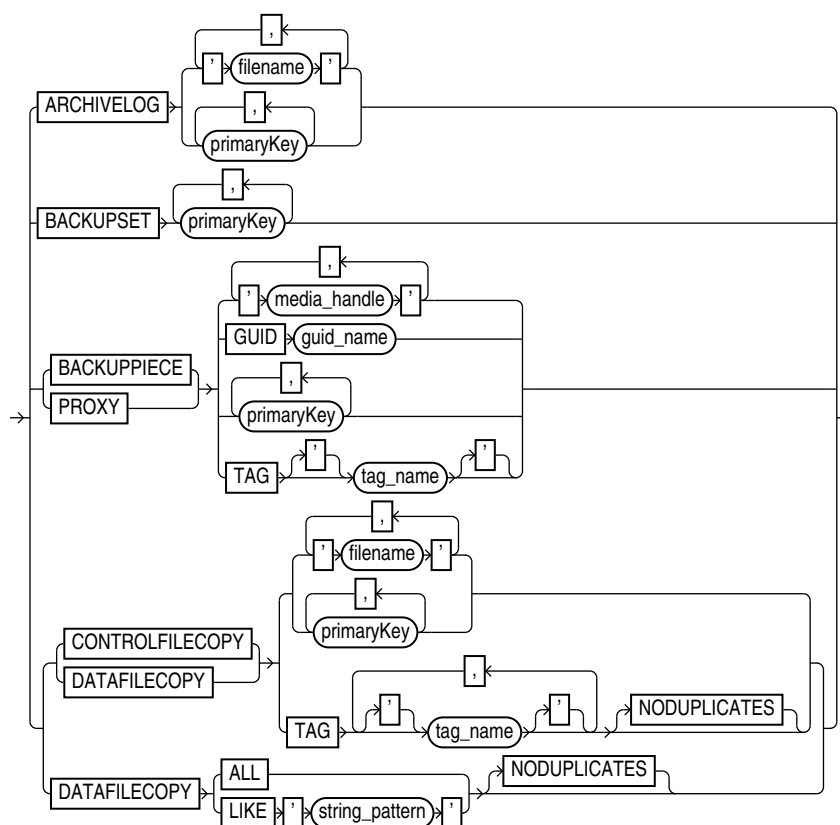 ,
' filename '
ARCHIVELOG
,
primaryKey
,
BACKUPSET primaryKey
,
' media_handle '
GUID guid_name
BACKUPPIECE
,
PROXY
primaryKey
' '
TAG tag_name
,
' filename '
,
primaryKey
CONTROLFILECOPY
DATAFILECOPY
,
' ' NODUPLICATES
TAG tag_name
ALL NODUPLICATES
DATAFILECOPY
LIKE ' string_pattern '